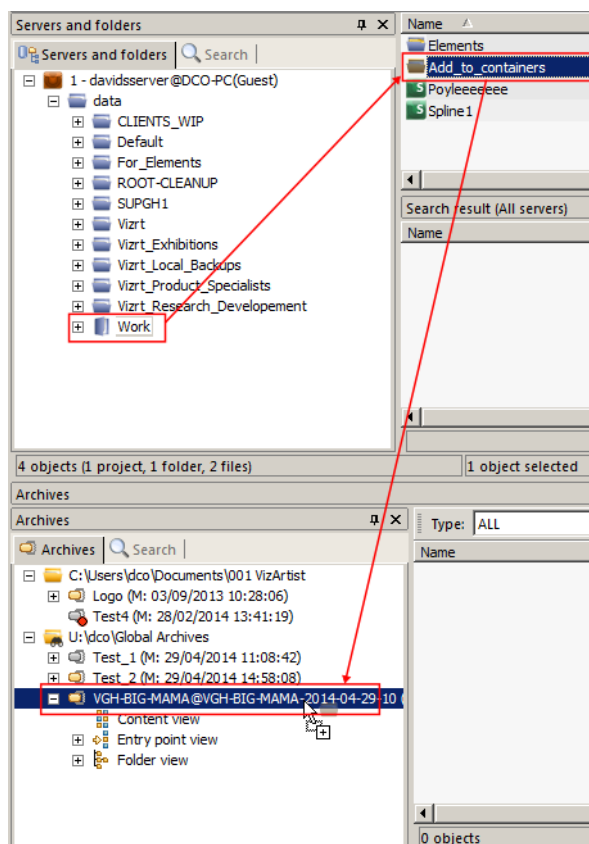 Servers and folders
Servers and folders Search
1 - davidsserver@DCO-PC(Guest)
data
CLIENTS_WIP
Default
For_Elements
ROOT-CLEANUP
SUPGH1
Vizrt
Vizrt_Exhibitions
Vizrt_Local_Backups
Vizrt_Product_Specialists
Vizrt_Research_Developement
Work
Name
Elements
Add_to_containers
Poyleeeeeee
Spline1
Search result (All servers)
Name
4 objects (1 project, 1 folder, 2 files)
1 object selected
Archives
Archives
Archives Search
C:\Users\dco\Documents\001 VizArtist
Logo (M: 03/09/2013 10:28:06)
Test4 (M: 28/02/2014 13:41:19)
U:\dco\Global Archives
Test_1 (M: 29/04/2014 11:08:42)
Test_2 (M: 29/04/2014 14:58:08)
VGH-BIG-MAMA@VGH-BIG-MAMA-2014-04-29-10 (
Content view
Entry point view
Folder view
Type: ALL
Name
0 objects